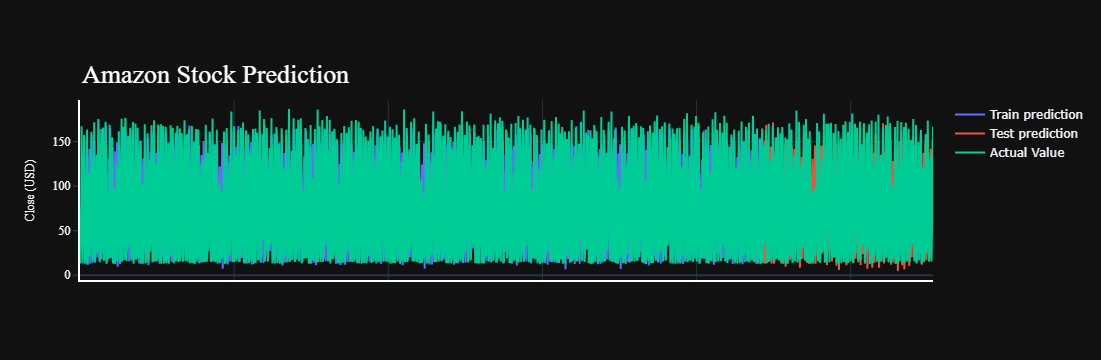 Amazon Stock Prediction
Train prediction
Test prediction
Actual Value
Close (USD)
150
100
50
0